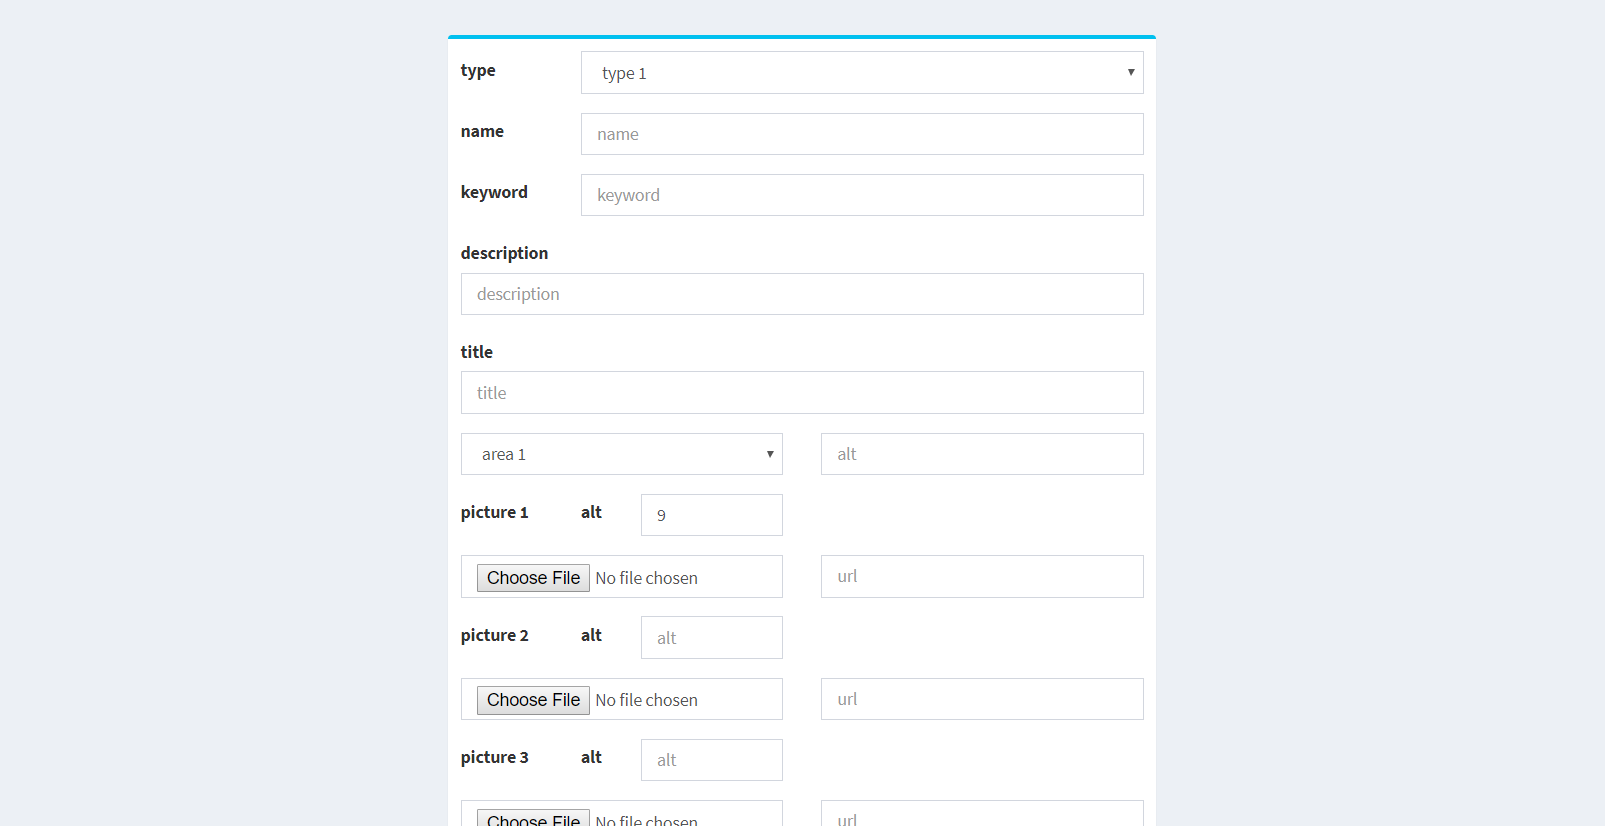 type type 1
name name
keyword keyword
description
description
title
title
area 1 alt
picture 1 alt 9
Choose File No file chosen url
picture 2 alt alt
Choose File No file chosen url
picture 3 alt alt
Choose File No file chosen url